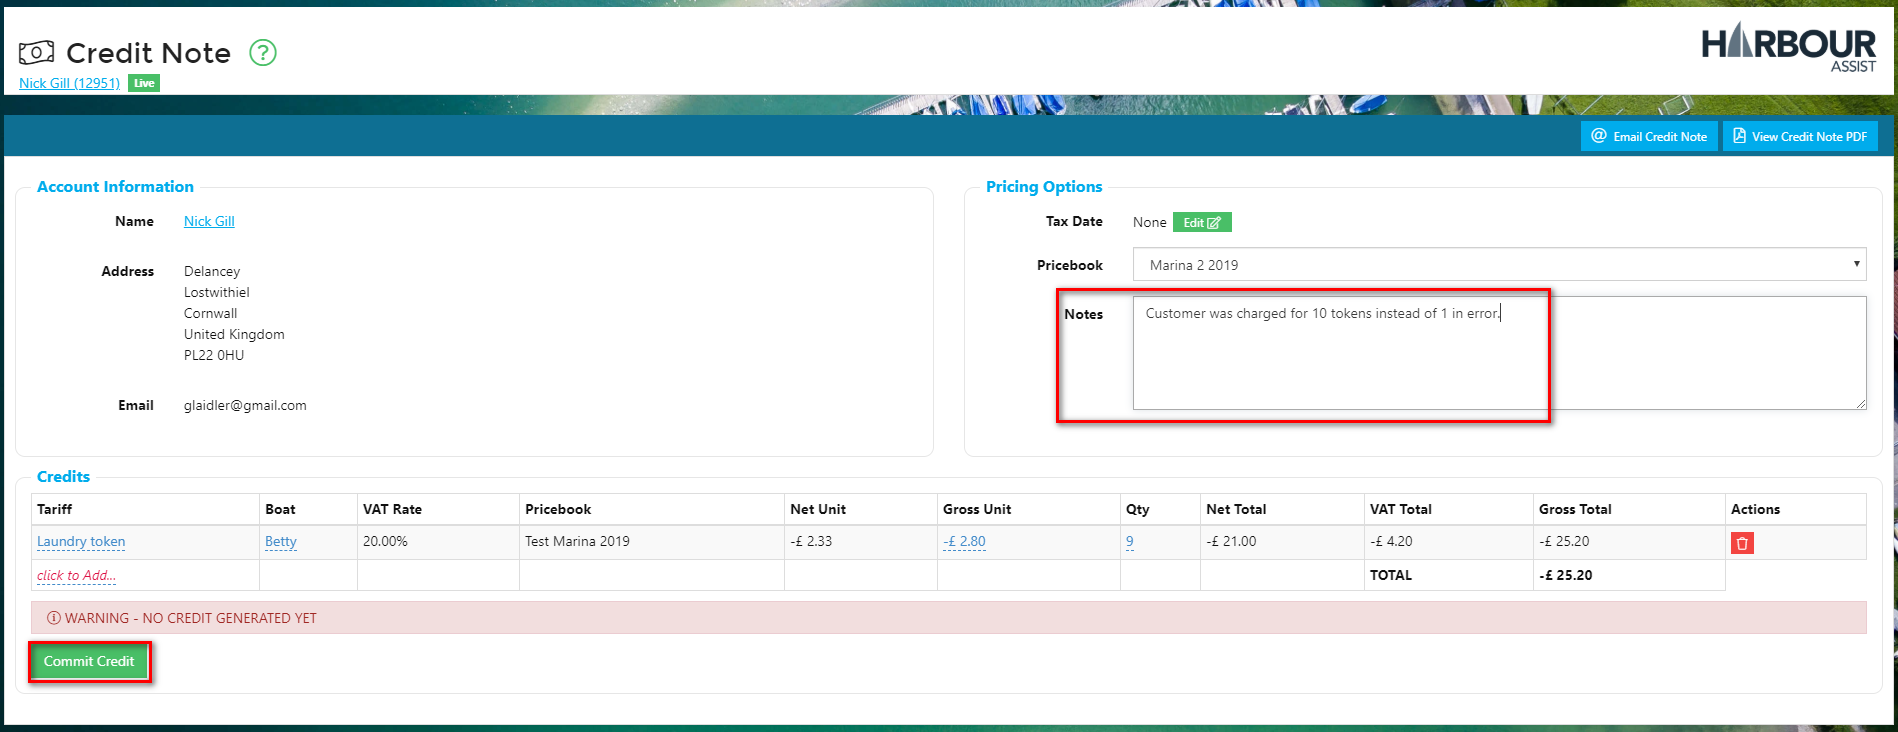 Credit Note ?
HARBOUR
ASSIST
Nick Gill (12951) Live
@ Email Credit Note
View Credit Note PDF
Account Information
Name Nick Gill
Address Delancey
Lostwithiel
Cornwall
United Kingdom
PL22 0HU
Email glaidler@gmail.com
Pricing Options
Tax Date None Edit
Pricebook Marina 2 2019
Notes Customer was charged for 10 tokens instead of 1 in error.
Credits
Tariff Boat VAT Rate Pricebook Net Unit Gross Unit Qty Net Total VAT Total Gross Total Actions
Laundry token Betty 20.00% Test Marina 2019 -£ 2.33 -£ 2.80 9 -£ 21.00 -£ 4.20 -£ 25.20
click to Add... TOTAL -£ 25.20
WARNING - NO CREDIT GENERATED YET
Commit Credit